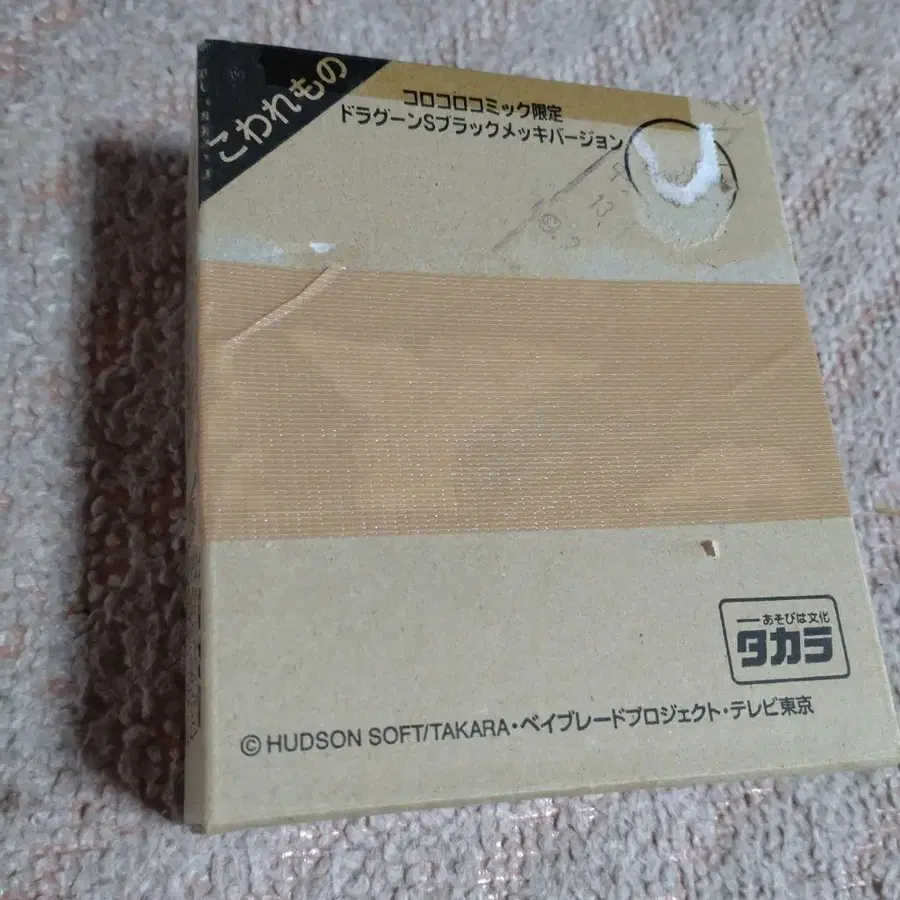 こわれもの
コロコロコミック限定
ドラグーンSブラックメッキバージョン
13
あそびは文化
タカラ
© HUDSON SOFT/TAKARA・ベイブレードプロジェクト・テレビ東京